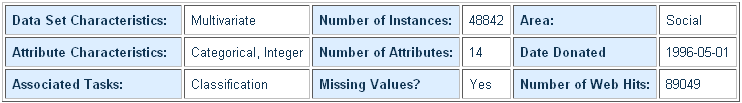 Data Set Characteristics: Multivariate Number of Instances: 48842 Area: Social
Attribute Characteristics: Categorical, Integer Number of Attributes: 14 Date Donated 1996-05-01
Associated Tasks: Classification Missing Values? Yes Number of Web Hits: 89049